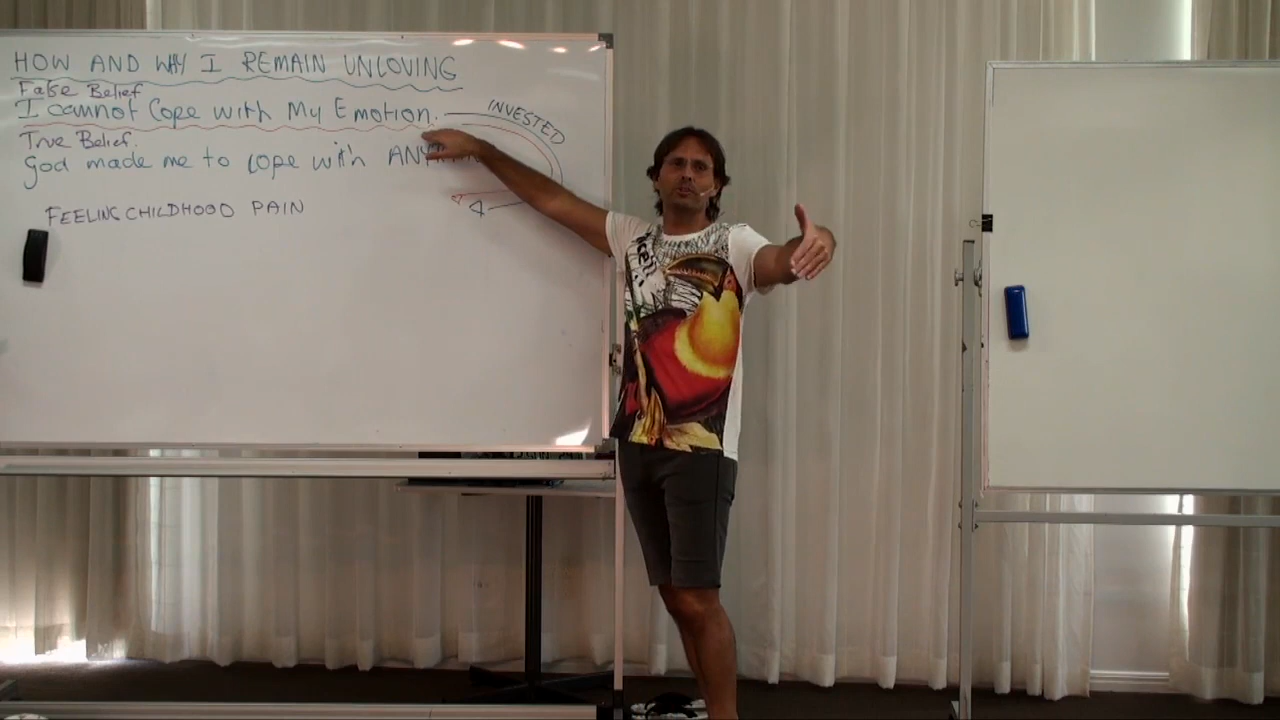 HOW AND WHY I REMAIN UNLOVING
False Belief
I cannot Cope with My Emotion.
INVESTED
True Belief.
God made me to cope with
FEELING CHILDHOOD PAIN